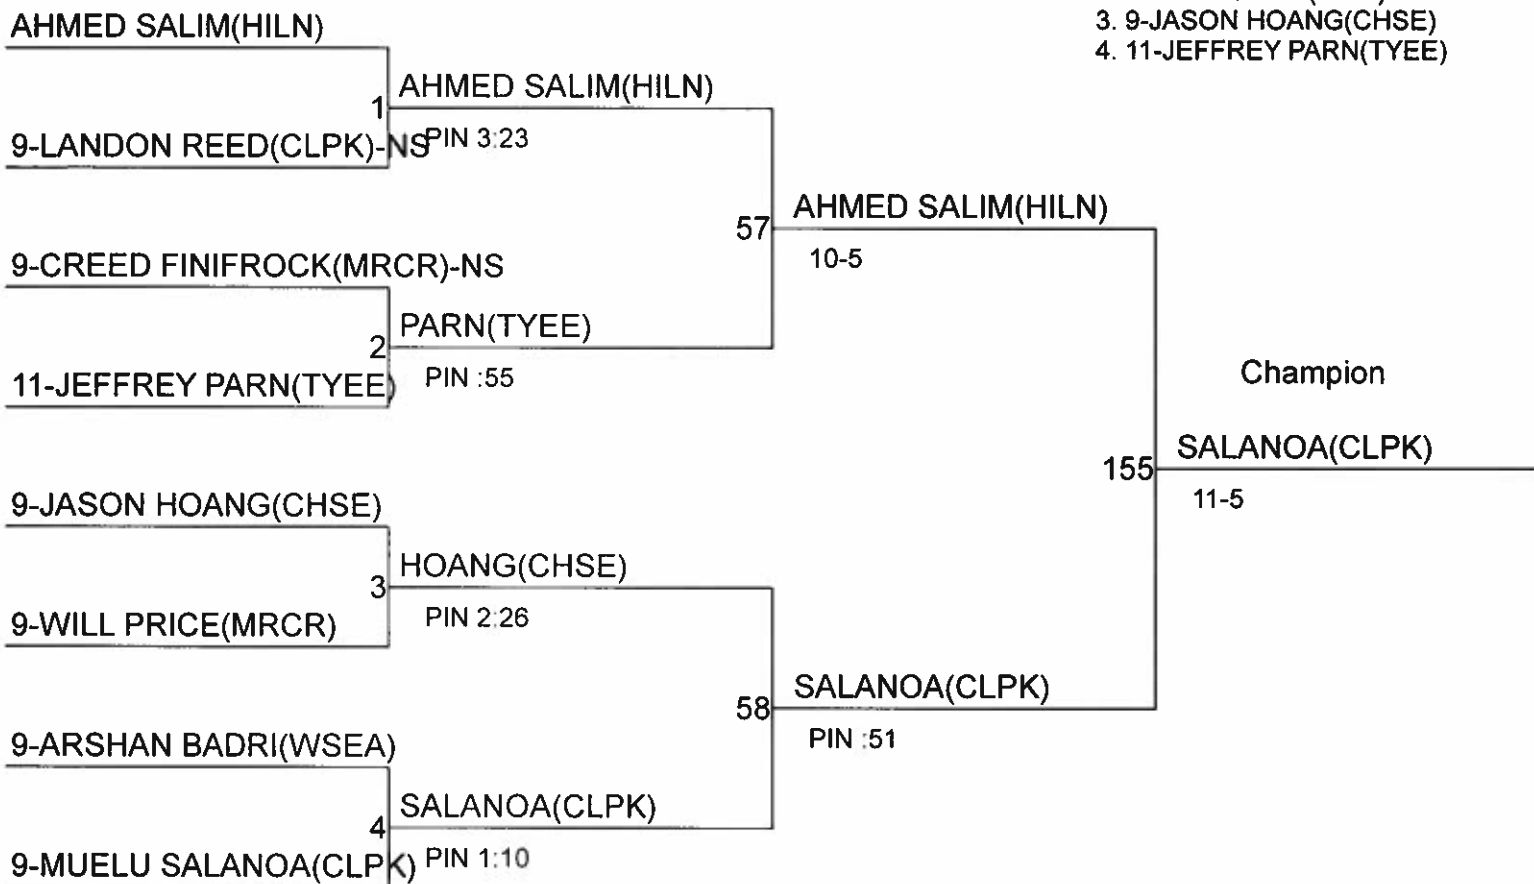 AHMED SALIM(HILN)
3. 9-JASON HOANG(CHSE)
4. 11-JEFFREY PARN(TYEE)
1
AHMED SALIM(HILN)
9-LANDON REED(CLPK)-NS
PIN 3:23
57
AHMED SALIM(HILN)
10-5
9-CREED FINIFROCK(MRCR)-NS
2
PARN(TYEE)
11-JEFFREY PARN(TYEE)
PIN :55
Champion
155
SALANOA(CLPK)
11-5
9-JASON HOANG(CHSE)
3
HOANG(CHSE)
9-WILL PRICE(MRCR)
PIN 2:26
58
SALANOA(CLPK)
PIN :51
9-ARSHAN BADRI(WSEA)
4
SALANOA(CLPK)
9-MUELU SALANOA(CLPK)
PIN 1:10